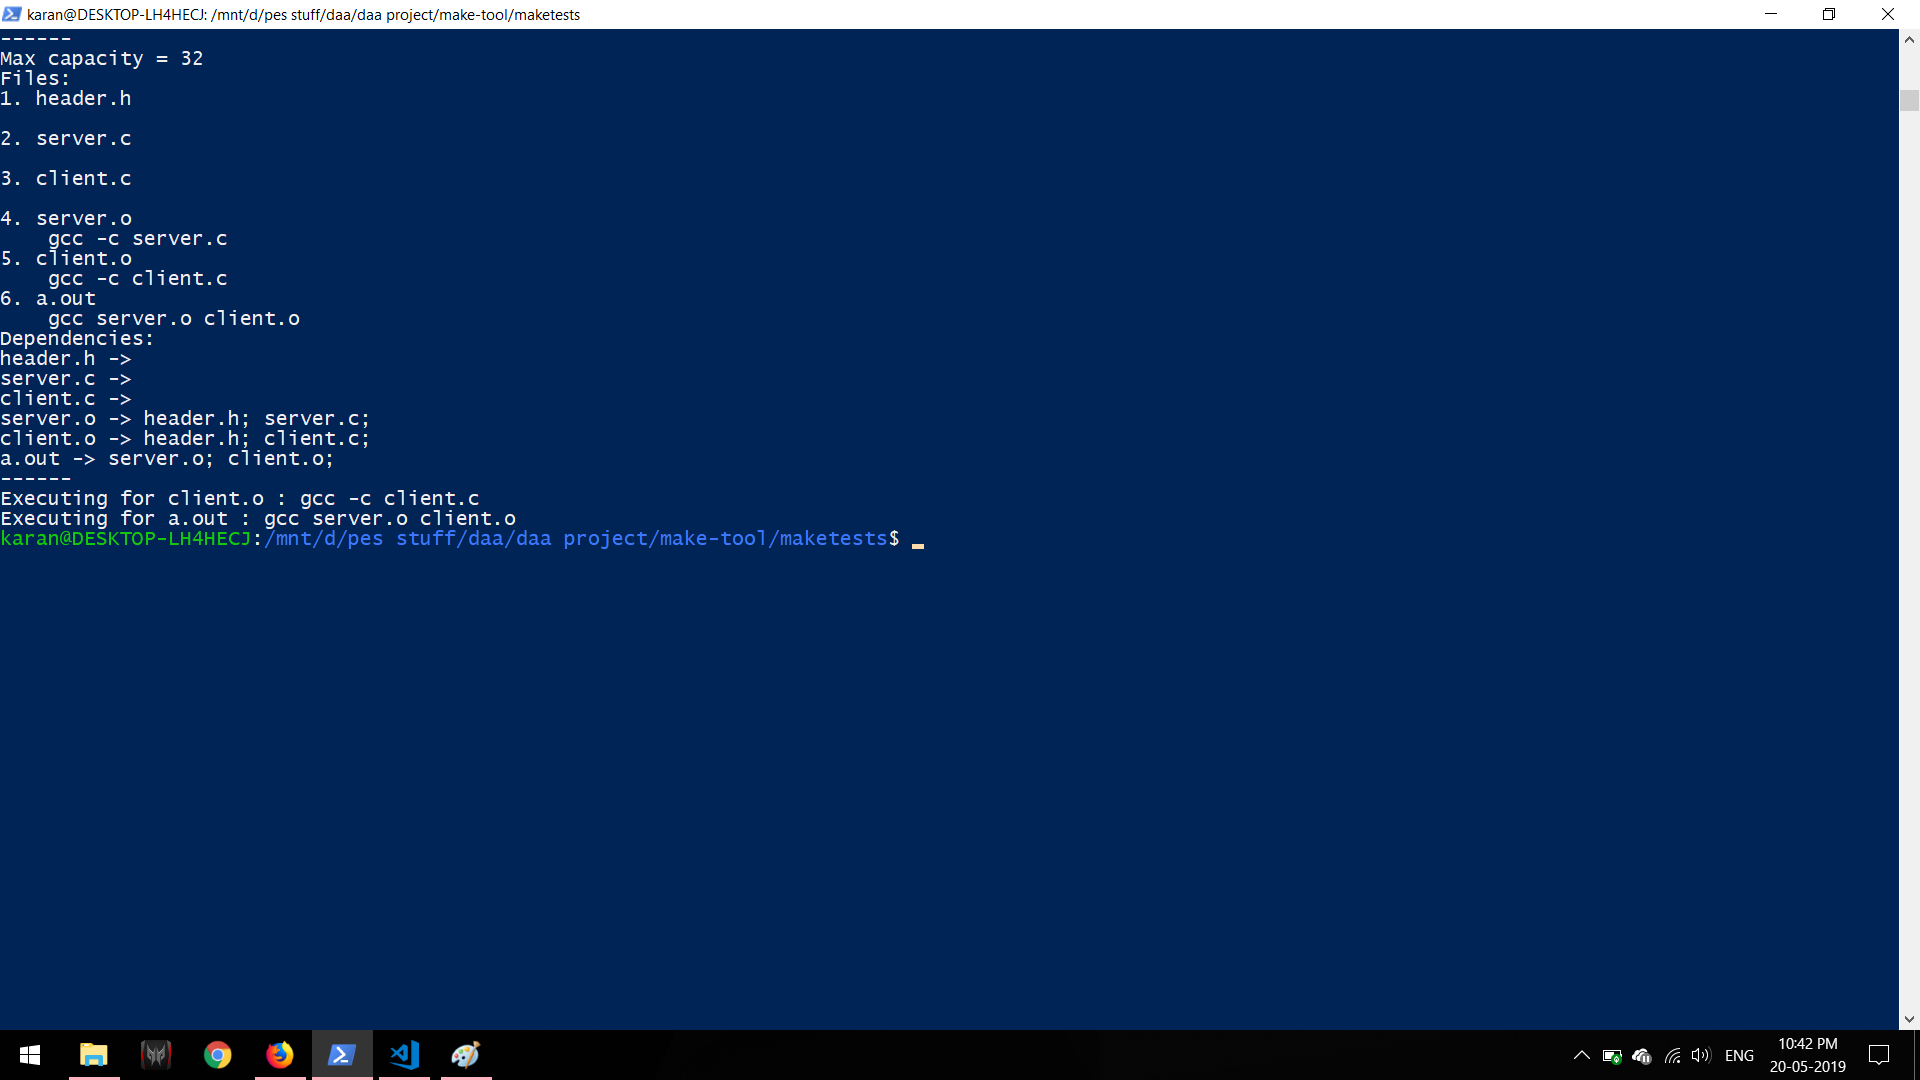 karan@DESKTOP-LH4HECJ: /mnt/d/pes stuff/daa/daa project/make-tool/maketests
------
Max capacity = 32
Files:
1. header.h
2. server.c
3. client.c
4. server.o
    gcc -c server.c
5. client.o
    gcc -c client.c
6. a.out
    gcc server.o client.o
Dependencies:
header.h ->
server.c ->
client.c ->
server.o -> header.h; server.c;
client.o -> header.h; client.c;
a.out -> server.o; client.o;
------
Executing for client.o : gcc -c client.c
Executing for a.out : gcc server.o client.o
karan@DESKTOP-LH4HECJ:/mnt/d/pes stuff/daa/daa project/make-tool/maketests$
ENG
10:42 PM
20-05-2019